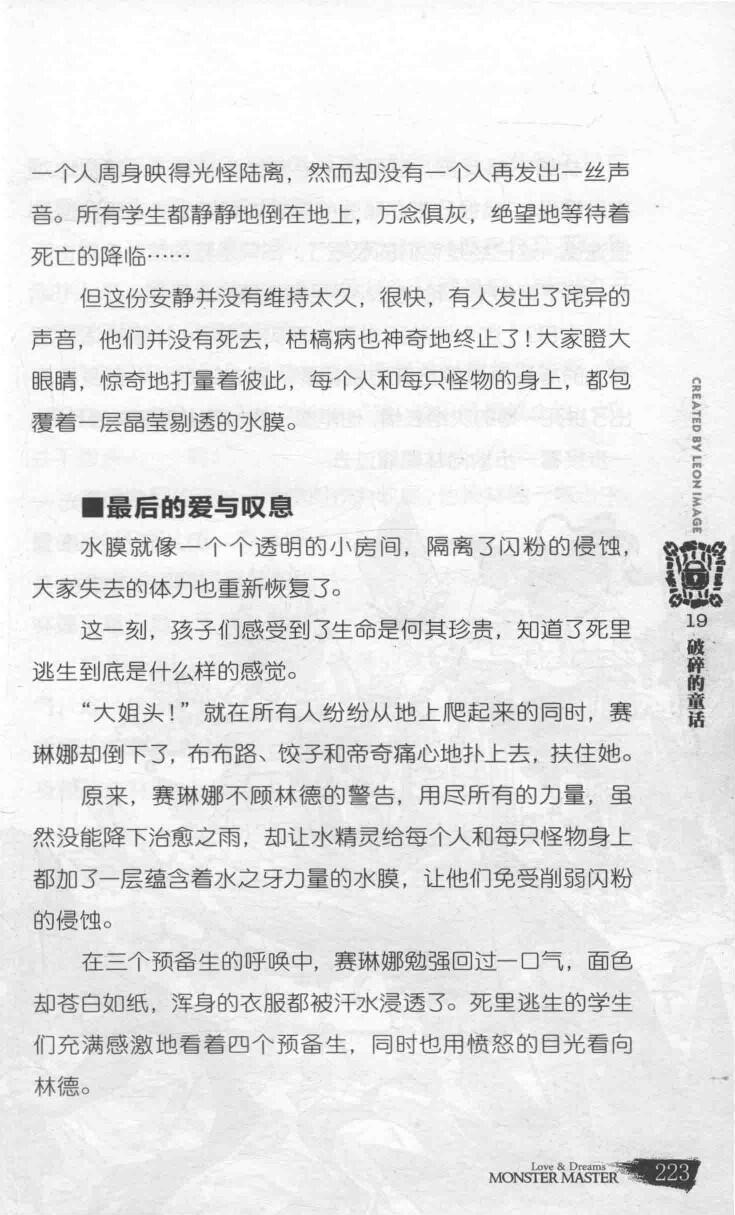 一个人周身映得光怪陆离，然而却没有一个人再发出一丝声
音。所有学生都静静地倒在地上，万念俱灰，绝望地等待着
死亡的降临……
但这份安静并没有维持太久，很快，有人发出了诧异的
声音，他们并没有死去，枯槁病也神奇地终止了！大家瞪大
眼睛，惊奇地打量着彼此，每个人和每只怪物的身上，都包
覆着一层晶莹剔透的水膜。
■最后的爱与叹息
水膜就像一个个透明的小房间，隔离了闪粉的侵蚀，
大家失去的体力也重新恢复了。
这一刻，孩子们感受到了生命是何其珍贵，知道了死里
逃生到底是什么样的感觉。
“大姐头！”就在所有人纷纷从地上爬起来的同时，赛
琳娜却倒下了，布布路、饺子和帝奇痛心地扑上去，扶住她。
原来，赛琳娜不顾林德的警告，用尽所有的力量，虽
然没能降下治愈之雨，却让水精灵给每个人和每只怪物身上
都加了一层蕴含着水之牙力量的水膜，让他们免受削弱闪粉
的侵蚀。
在三个预备生的呼唤中，赛琳娜勉强回过一口气，面色
却苍白如纸，浑身的衣服都被汗水浸透了。死里逃生的学生
们充满感激地看着四个预备生，同时也用愤怒的目光看向
林德。
CREATED BY LEON IMAGE
19
破碎的童话
Love & Dreams
MONSTER MASTER
223